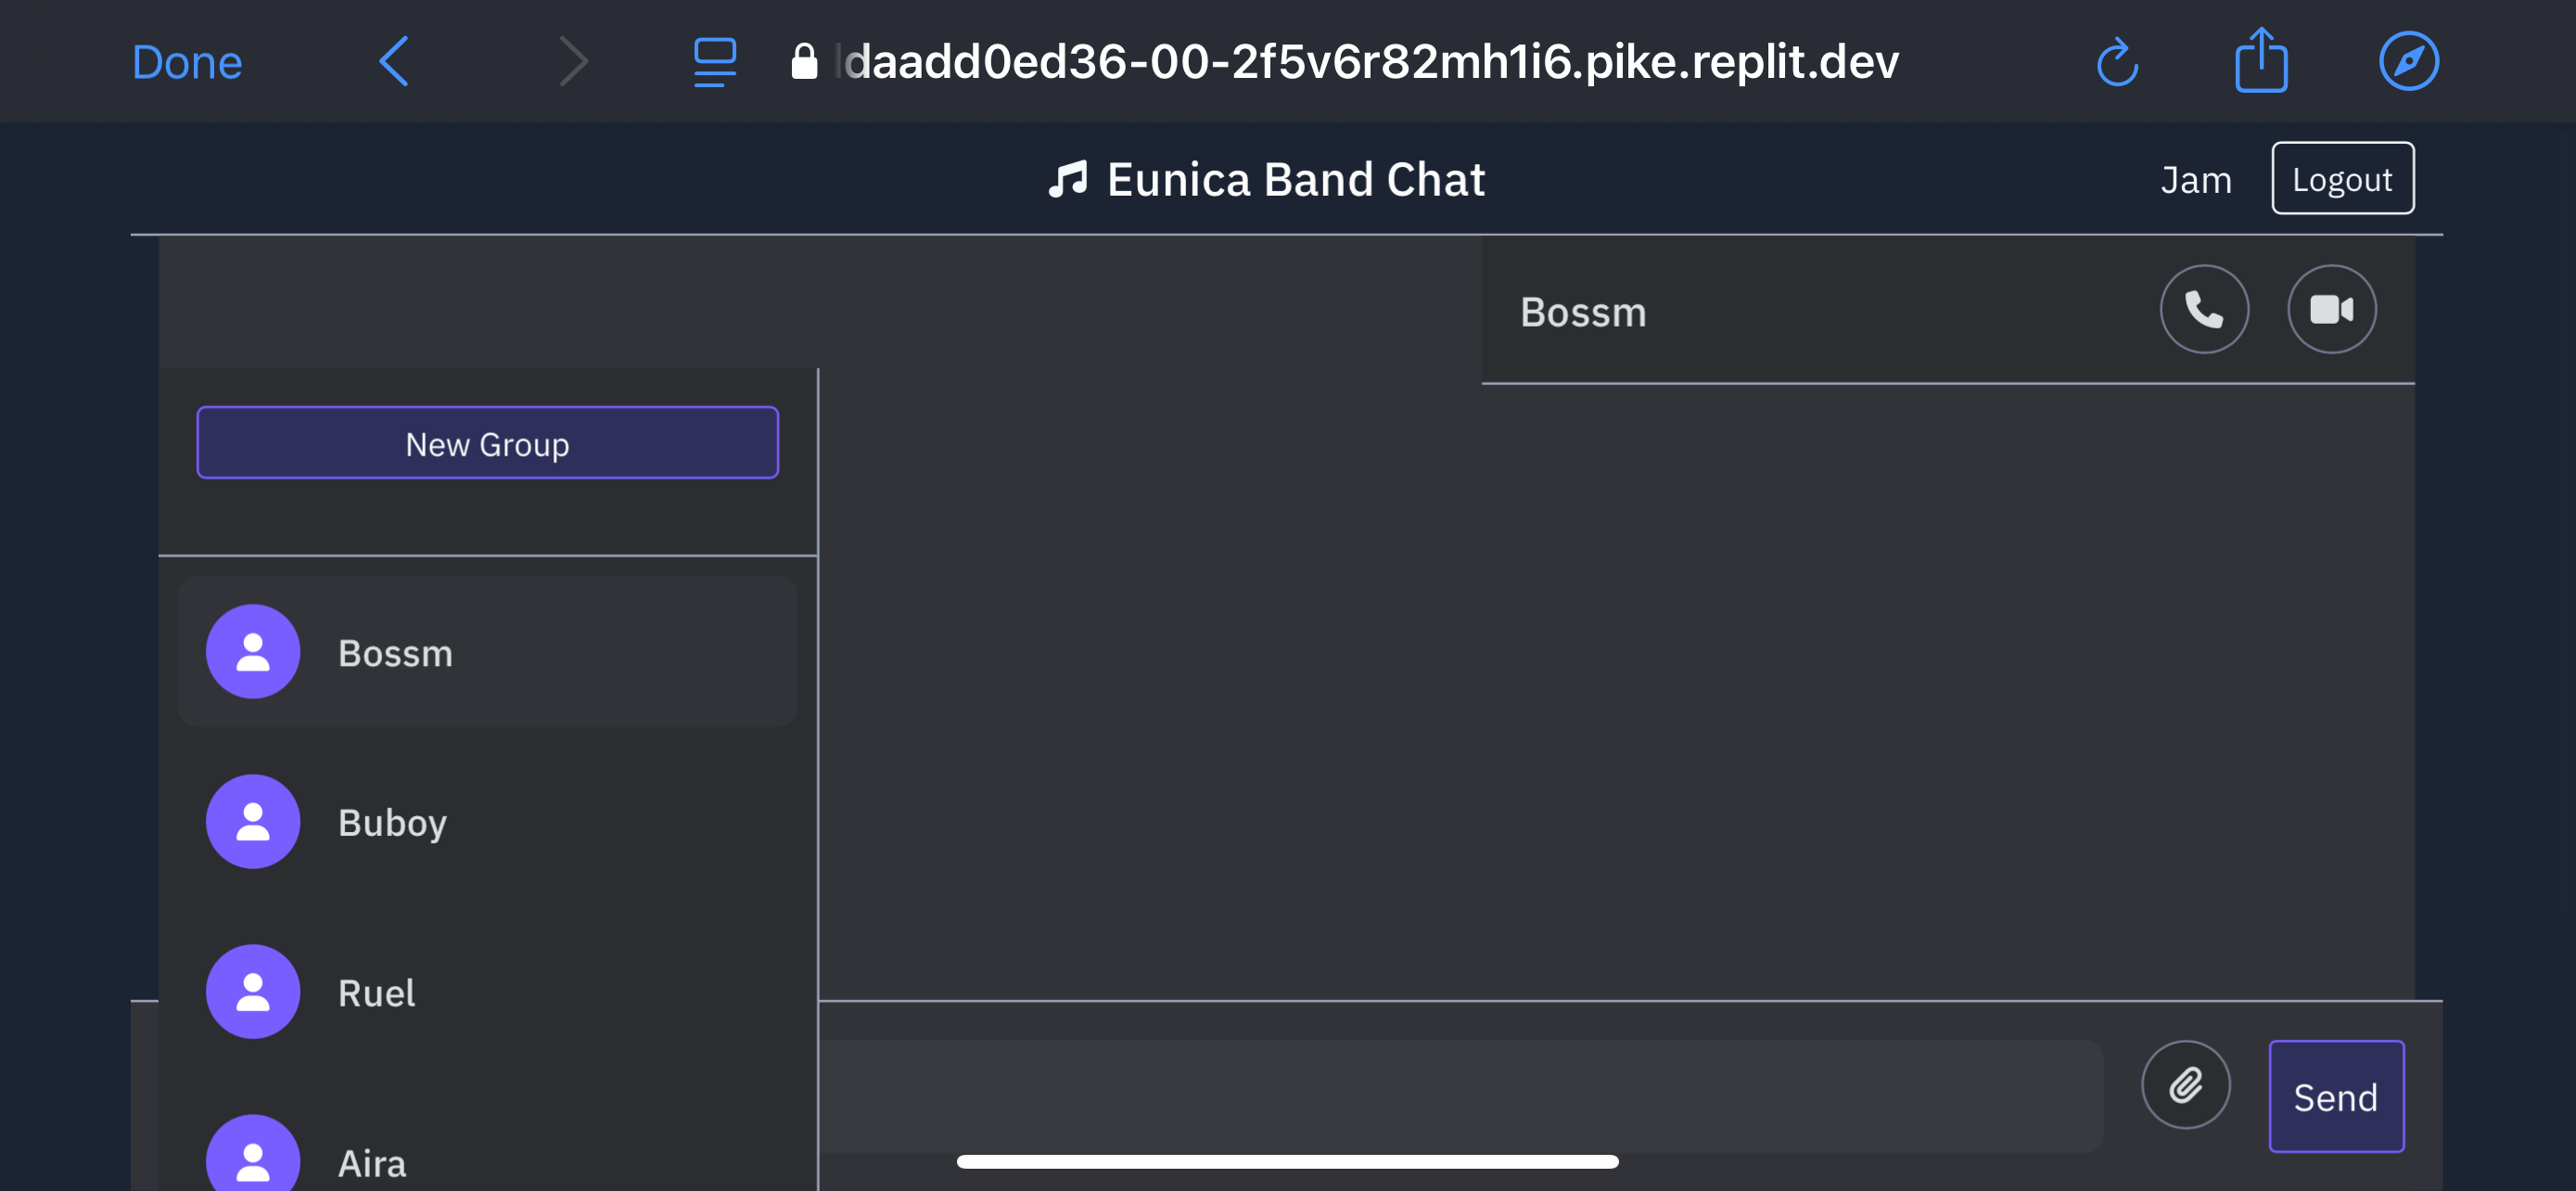 Done
daadd0ed36-00-2f5v6r82mh1i6.pike.replit.dev
Eunica Band Chat
Jam
Logout
Bossm
New Group
Bossm
Buboy
Ruel
Aira
Send